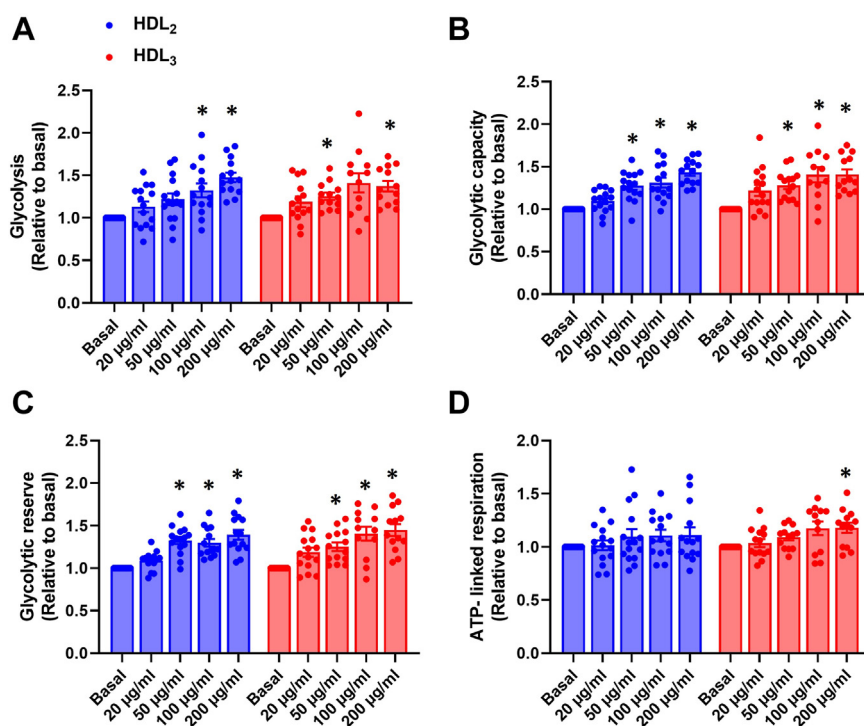 A
HDL₂
HDL₃
Glycolysis
(Relative to basal)
2.5
2.0
1.5
1.0
0.5
0.0
* * * *
Basal
20 µg/ml
50 µg/ml
100 µg/ml
200 µg/ml
Basal
20 µg/ml
50 µg/ml
100 µg/ml
200 µg/ml
B
Glycolytic capacity
(Relative to basal)
2.5
2.0
1.5
1.0
0.5
0.0
* * * * * *
Basal
20 µg/ml
50 µg/ml
100 µg/ml
200 µg/ml
Basal
20 µg/ml
50 µg/ml
100 µg/ml
200 µg/ml
C
Glycolytic reserve
(Relative to basal)
2.5
2.0
1.5
1.0
0.5
0.0
* * * * * *
Basal
20 µg/ml
50 µg/ml
100 µg/ml
200 µg/ml
Basal
20 µg/ml
50 µg/ml
100 µg/ml
200 µg/ml
D
ATP- linked respiration
(Relative to basal)
2.0
1.5
1.0
0.5
0.0
*
Basal
20 µg/ml
50 µg/ml
100 µg/ml
200 µg/ml
Basal
20 µg/ml
50 µg/ml
100 µg/ml
200 µg/ml